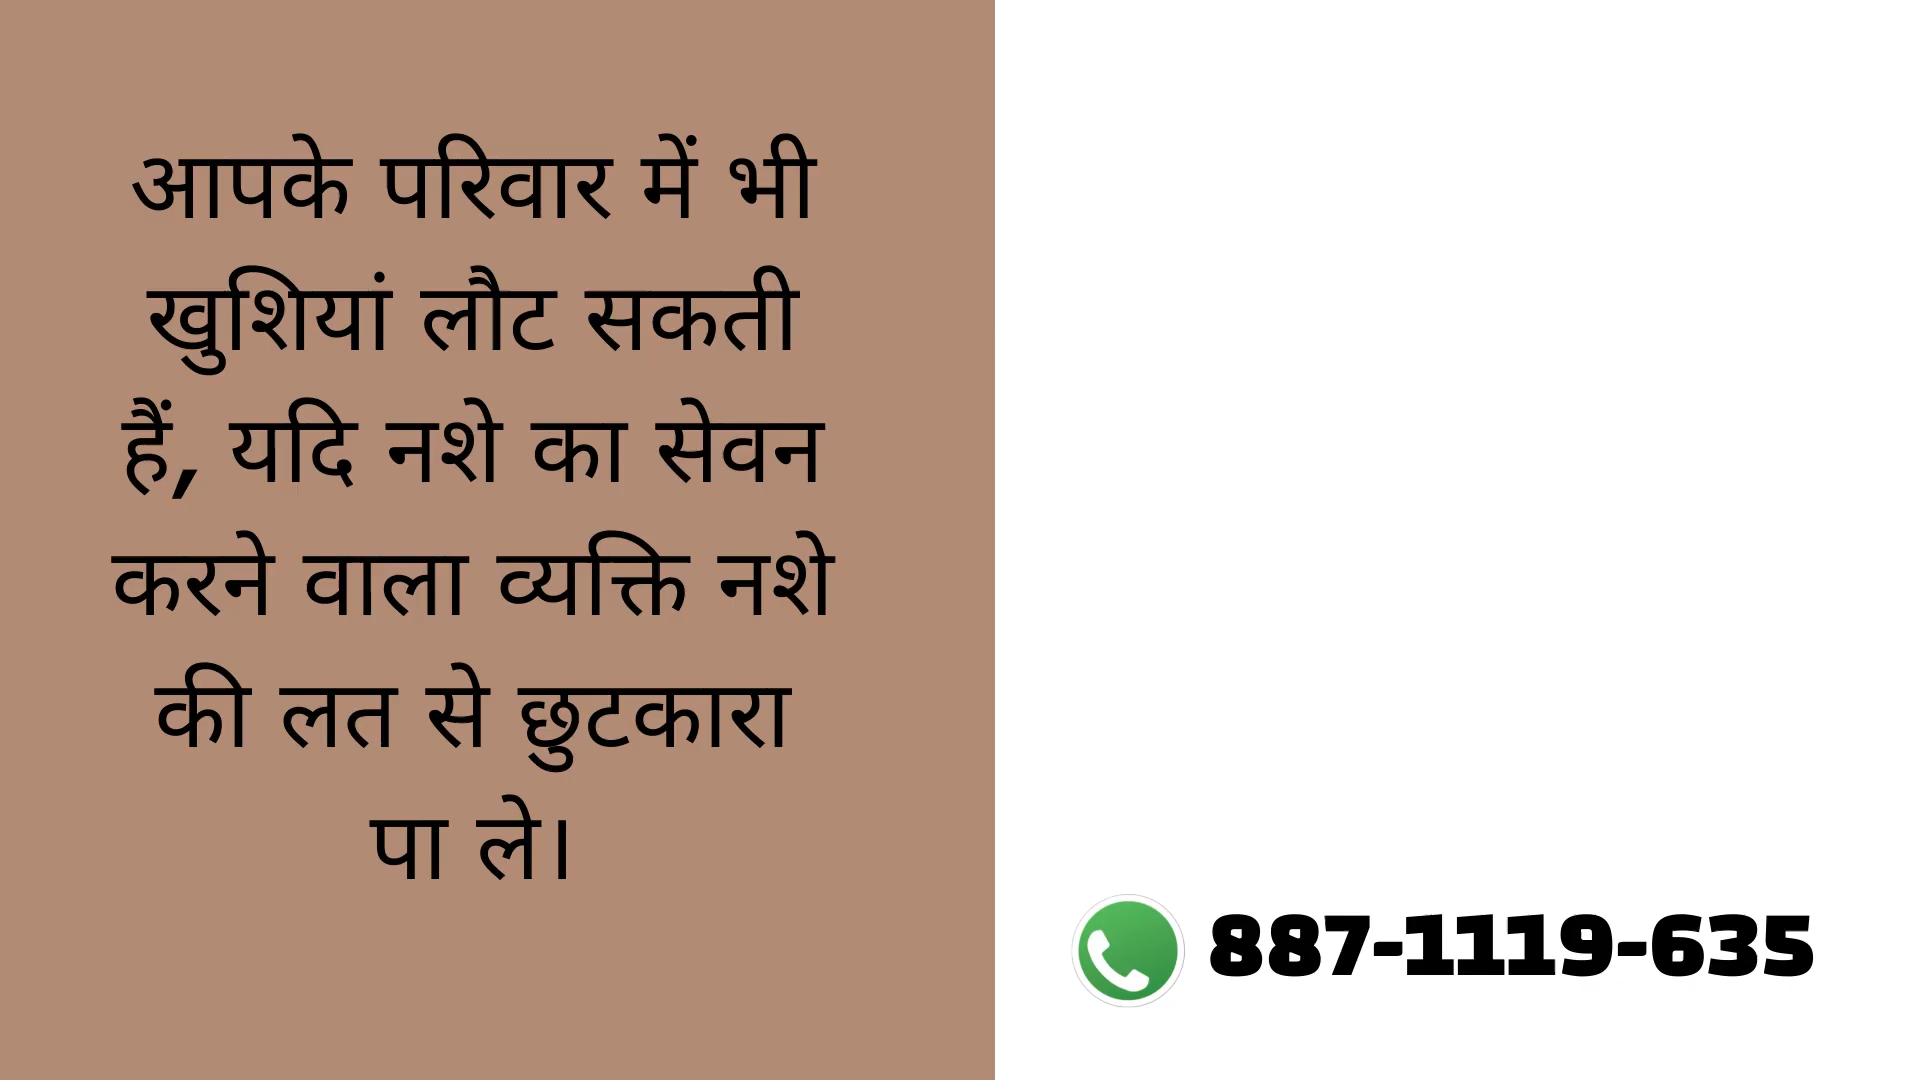 आपके परिवार में भी
खुशियां लौट सकती
हैं, यदि नशे का सेवन
करने वाला व्यक्ति नशे
की लत से छुटकारा
पा ले।
887-1119-635